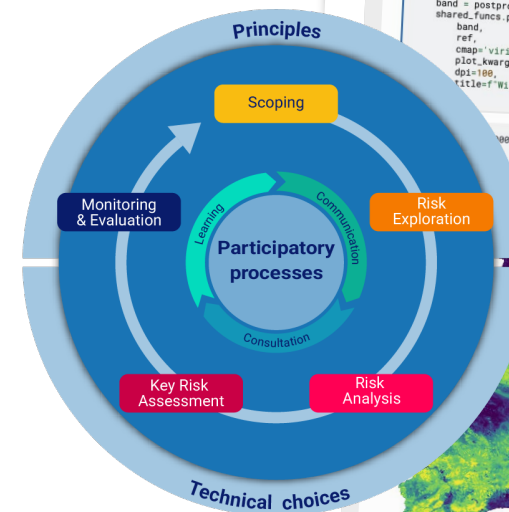 Principles
Scoping
Risk
Exploration
Risk
Analysis
Key Risk
Assessment
Monitoring
& Evaluation
Learning
Communication
Consultation
Participatory
processes
Technical choices
band = postpro
shared_funcs.p
band,
ref,
cmap='viri
plot_kwarg
dpi=100,
title=f"Wi